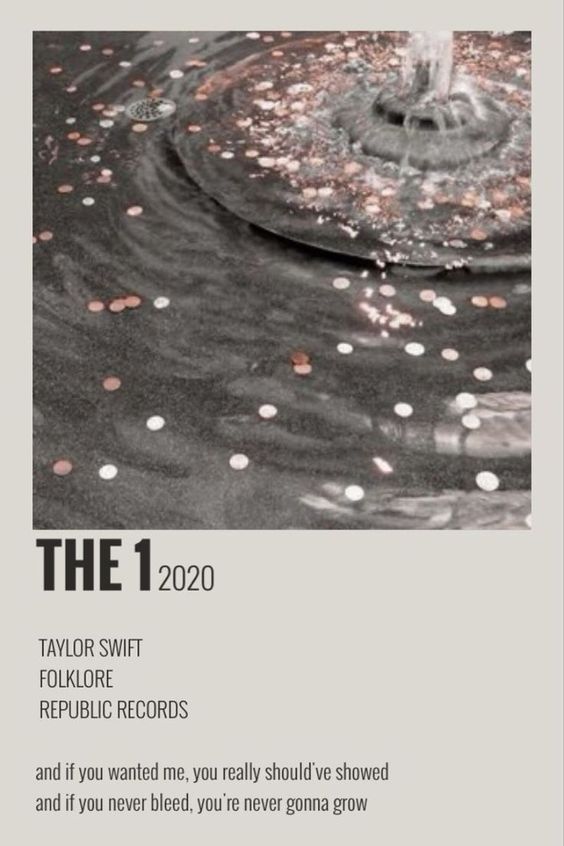 THE 1 2020
TAYLOR SWIFT
FOLKLORE
REPUBLIC RECORDS
and if you wanted me, you really should've showed
and if you never bleed, you're never gonna grow